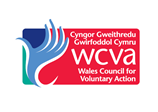 Cyngor Gweithredu
Gwirfoddol Cymru
wcva
Wales Council for
Voluntary Action